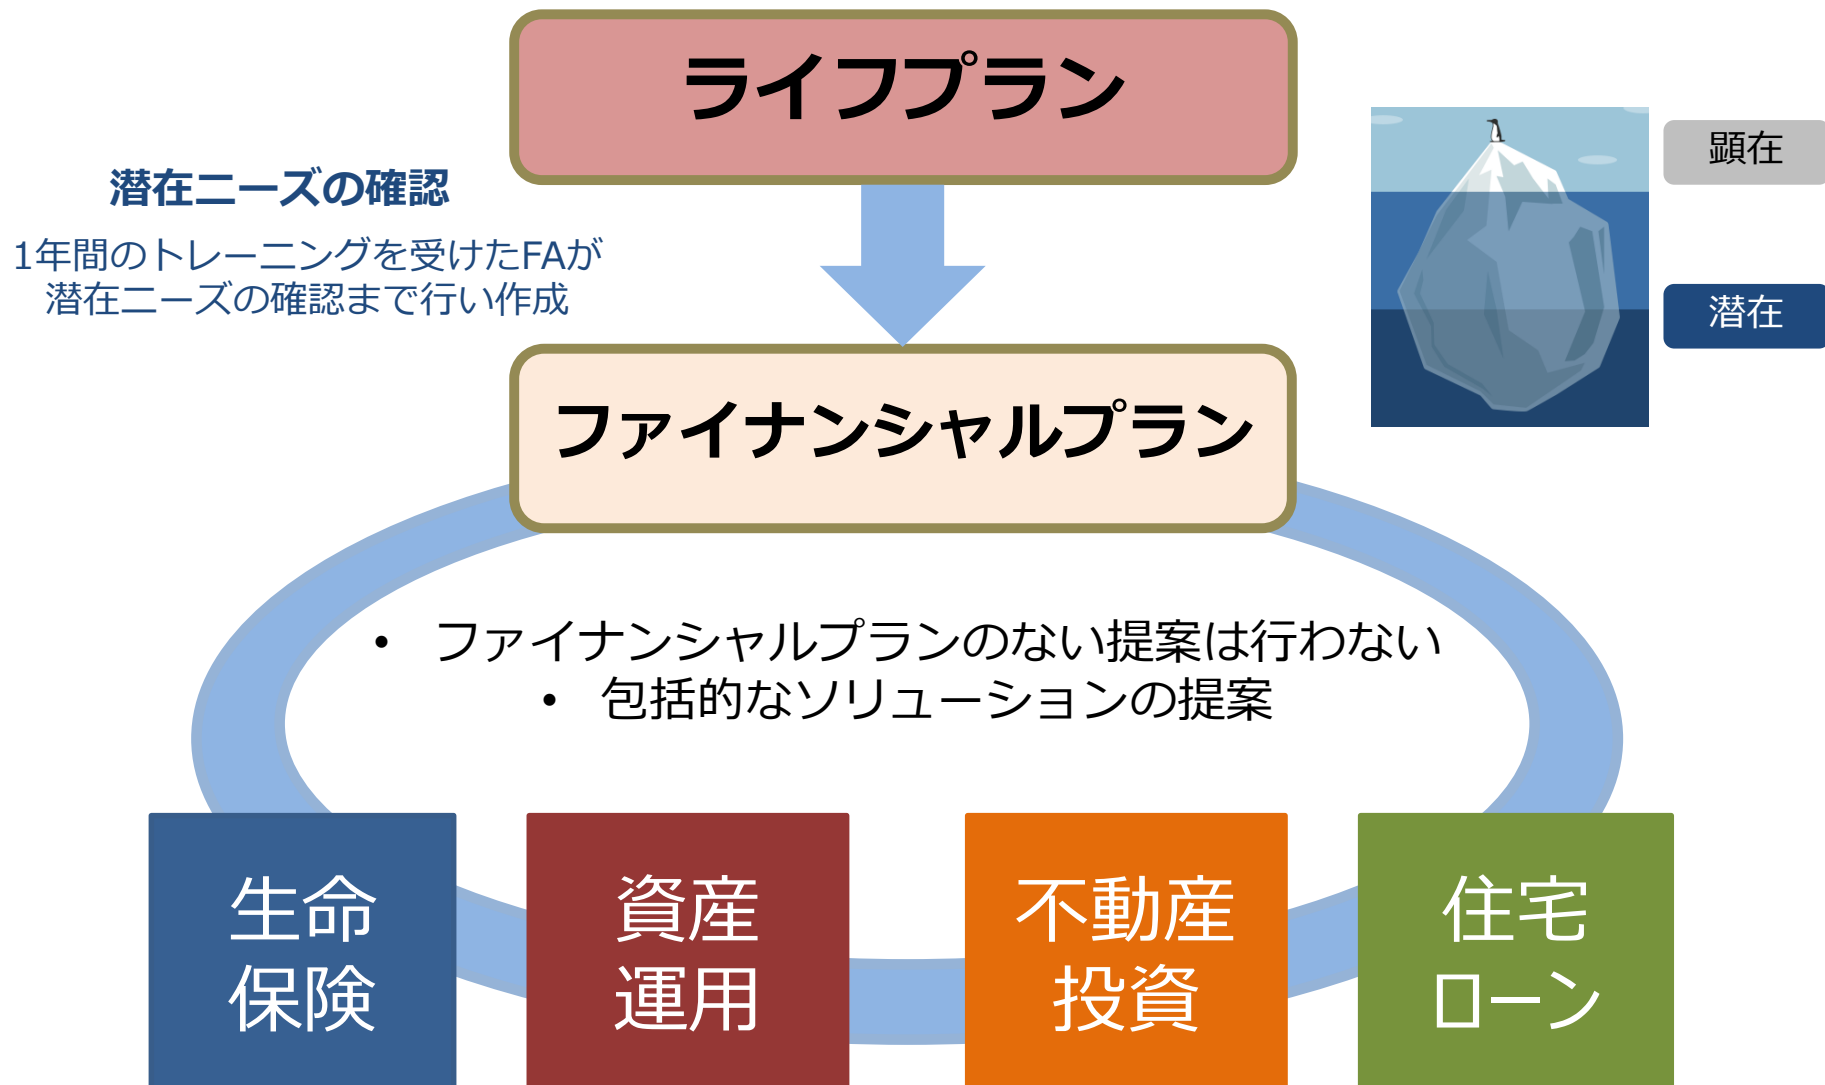 ライフプラン
潜在ニーズの確認
1年間のトレーニングを受けたFAが
潜在ニーズの確認まで行い作成
顕在
潜在
ファイナンシャルプラン
• ファイナンシャルプランのない提案は行わない
• 包括的なソリューションの提案
生命
保険
資産
運用
不動産
投資
住宅
ローン